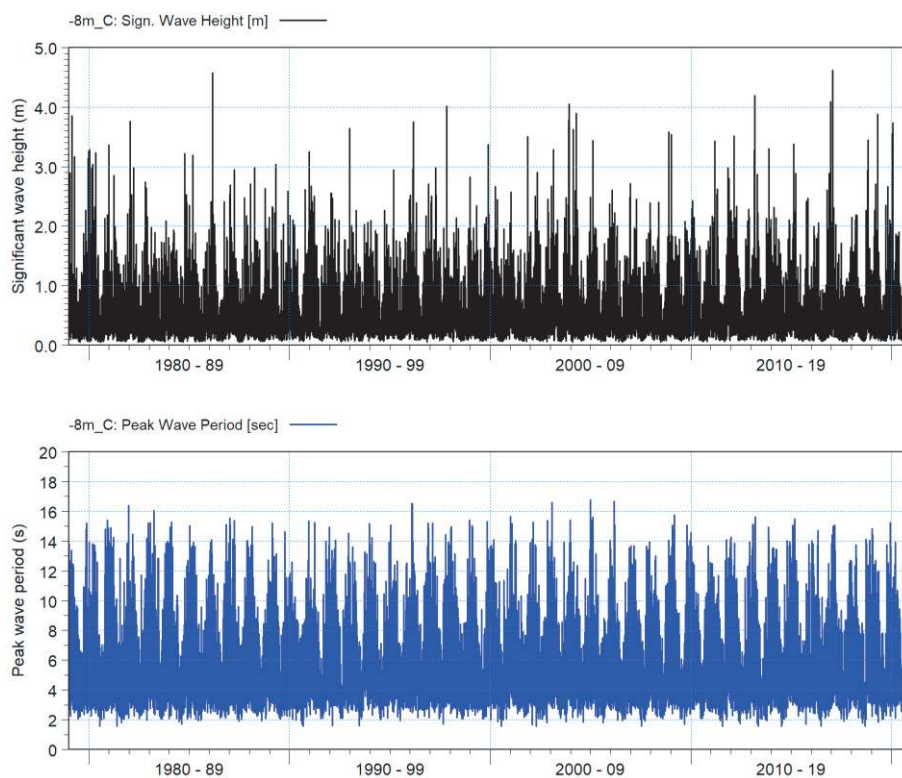 -8m_C: Sign. Wave Height [m]
Significant wave height (m)
5.0
4.0
3.0
2.0
1.0
0.0
1980 - 89
1990 - 99
2000 - 09
2010 - 19
-8m_C: Peak Wave Period [sec]
Peak wave period (s)
20
18
16
14
12
10
8
6
4
2
0
1980 - 89
1990 - 99
2000 - 09
2010 - 19